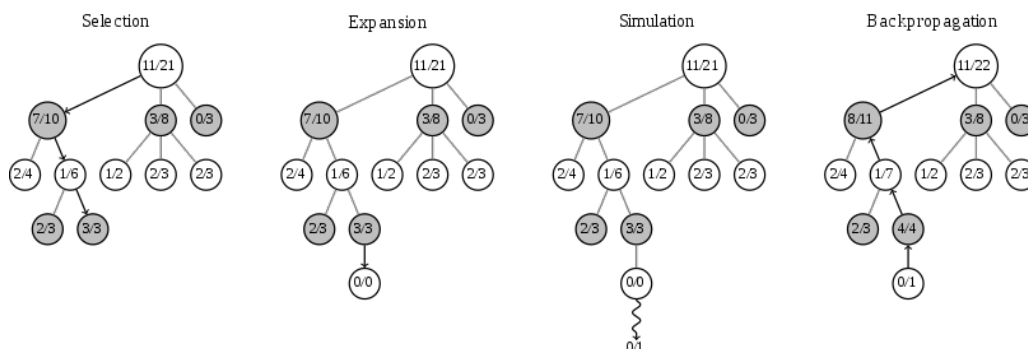 Selection Expansion Simulation Backpropagation
11/21 11/21 11/21 11/22
7/10 3/8 0/3 7/10 3/8 0/3 7/10 3/8 0/3 8/11 3/8 0/3
2/4 1/6 1/2 2/3 2/3 2/4 1/6 1/2 2/3 2/3 2/4 1/6 1/2 2/3 2/3 2/4 1/7 1/2 2/3 2/3
2/3 3/3 2/3 3/3 2/3 3/3 2/3 4/4
0/0 0/0 0/1
0/1